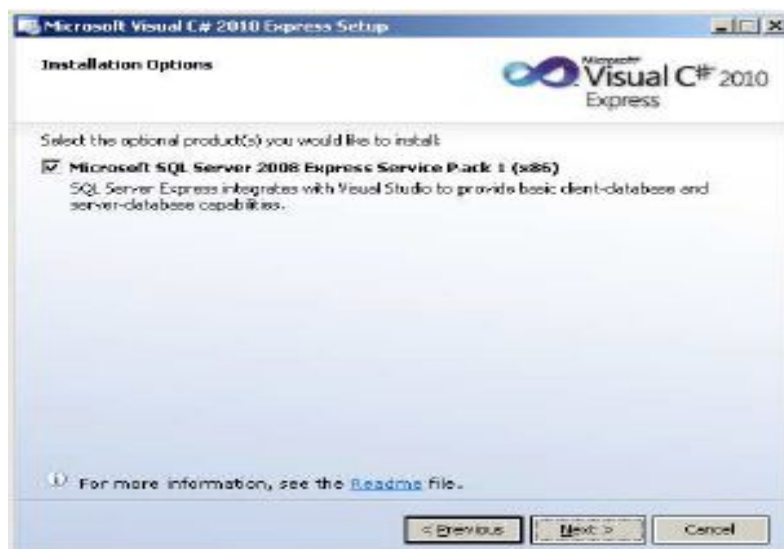 Microsoft Visual C# 2010 Express Setup
Installation Options
Microsoft
Visual C# 2010
Express
Select the optional product(s) you would like to install:
Microsoft SQL Server 2008 Express Service Pack 1 (x86)
SQL Server Express integrates with Visual Studio to provide basic client-database and
server-database capabilities.
For more information, see the Readme file.
< Previous
Next >
Cancel